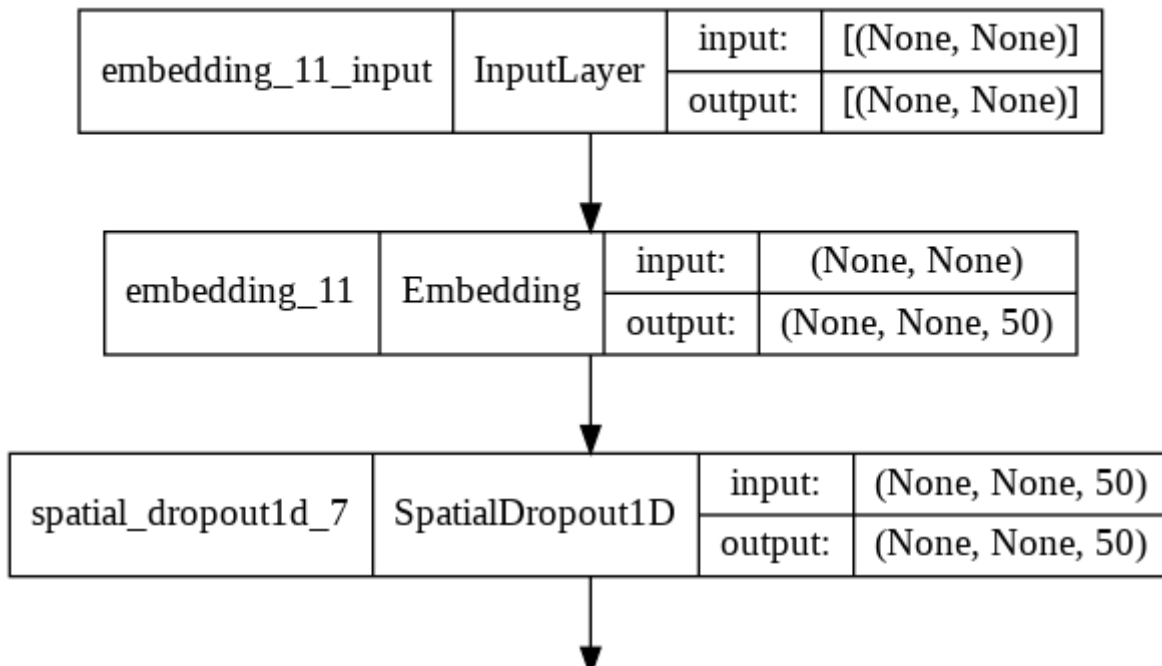 embedding_11_input InputLayer input: [(None, None)]
output: [(None, None)]
embedding_11 Embedding input: (None, None)
output: (None, None, 50)
spatial_dropout1d_7 SpatialDropout1D input: (None, None, 50)
output: (None, None, 50)